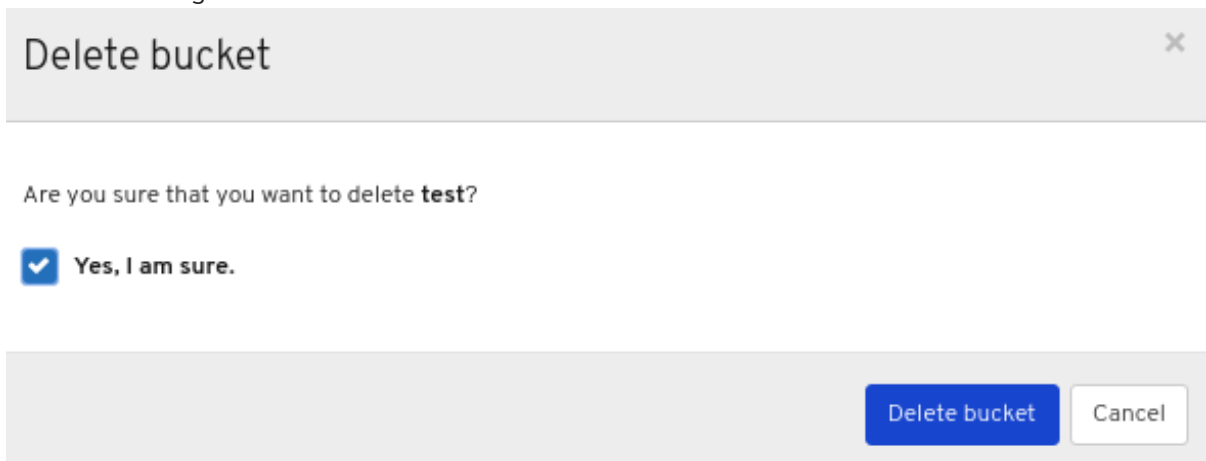 Delete bucket
×
Are you sure that you want to delete test?
Yes, I am sure.
Delete bucket
Cancel